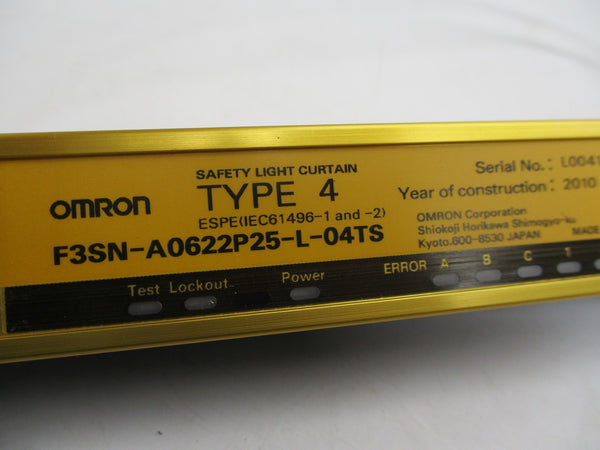 SAFETY LIGHT CURTAIN
OMRON TYPE 4
ESPE(IEC61496-1 and -2)
F3SN-A0622P25-L-04TS
Serial No.: L0041
Year of construction: 2010
OMRON Corporation
Shiokoji Horikawa Shimogyo-ku
Kyoto.600-8530 JAPAN. MADE
Test Lockout Power ERROR A B C T